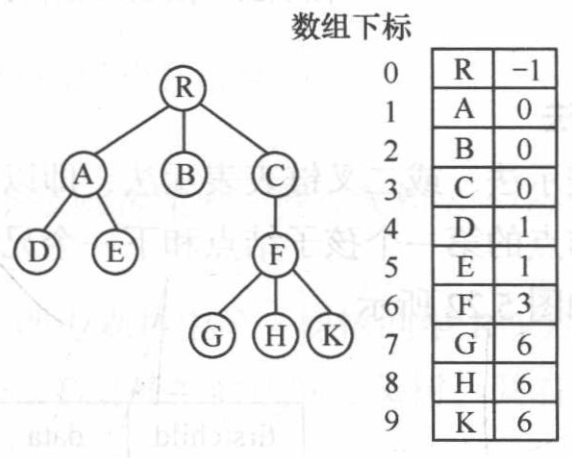 数组下标
0 R -1
1 A 0
2 B 0
3 C 0
4 D 1
5 E 1
6 F 3
7 G 6
8 H 6
9 K 6
R
A B C
D E F
G H K